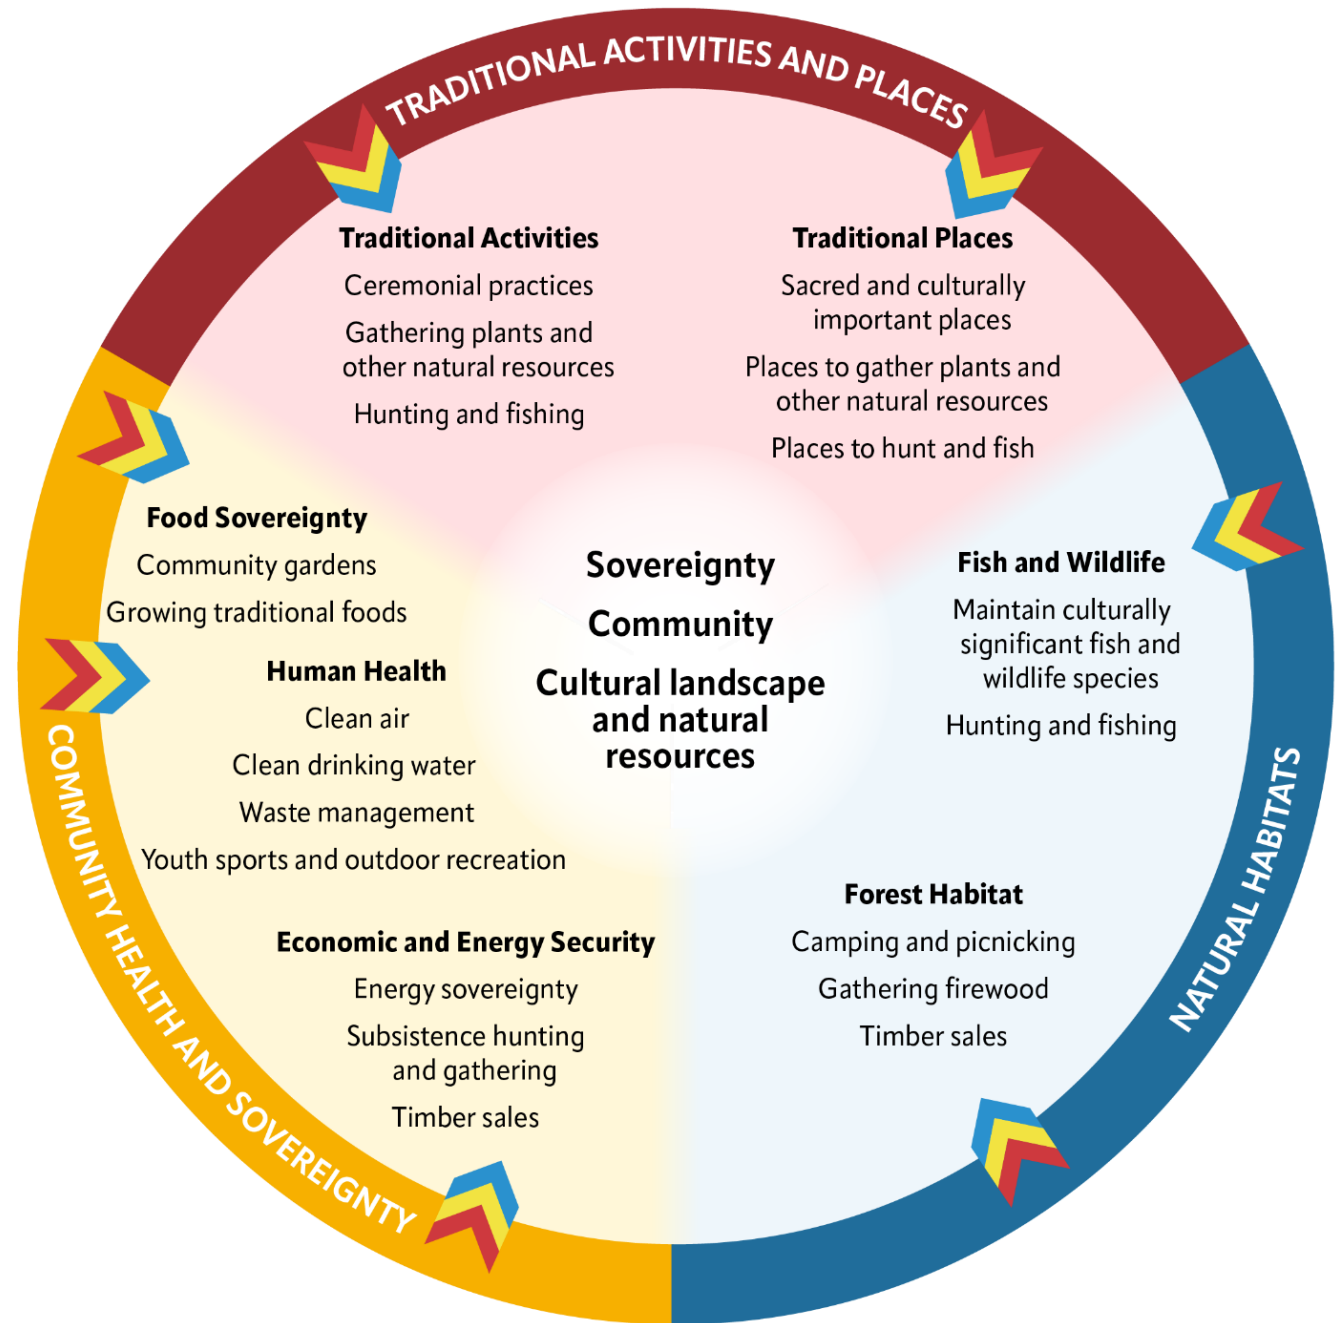 TRADITIONAL ACTIVITIES AND PLACES
Traditional Activities
Ceremonial practices
Gathering plants and
other natural resources
Hunting and fishing
Traditional Places
Sacred and culturally
important places
Places to gather plants and
other natural resources
Places to hunt and fish
COMMUNITY HEALTH AND SOVEREIGNTY
Food Sovereignty
Community gardens
Growing traditional foods
Human Health
Clean air
Clean drinking water
Waste management
Youth sports and outdoor recreation
Economic and Energy Security
Energy sovereignty
Subsistence hunting
and gathering
Timber sales
Sovereignty
Community
Cultural landscape
and natural
resources
NATURAL HABITATS
Fish and Wildlife
Maintain culturally
significant fish and
wildlife species
Hunting and fishing
Forest Habitat
Camping and picnicking
Gathering firewood
Timber sales